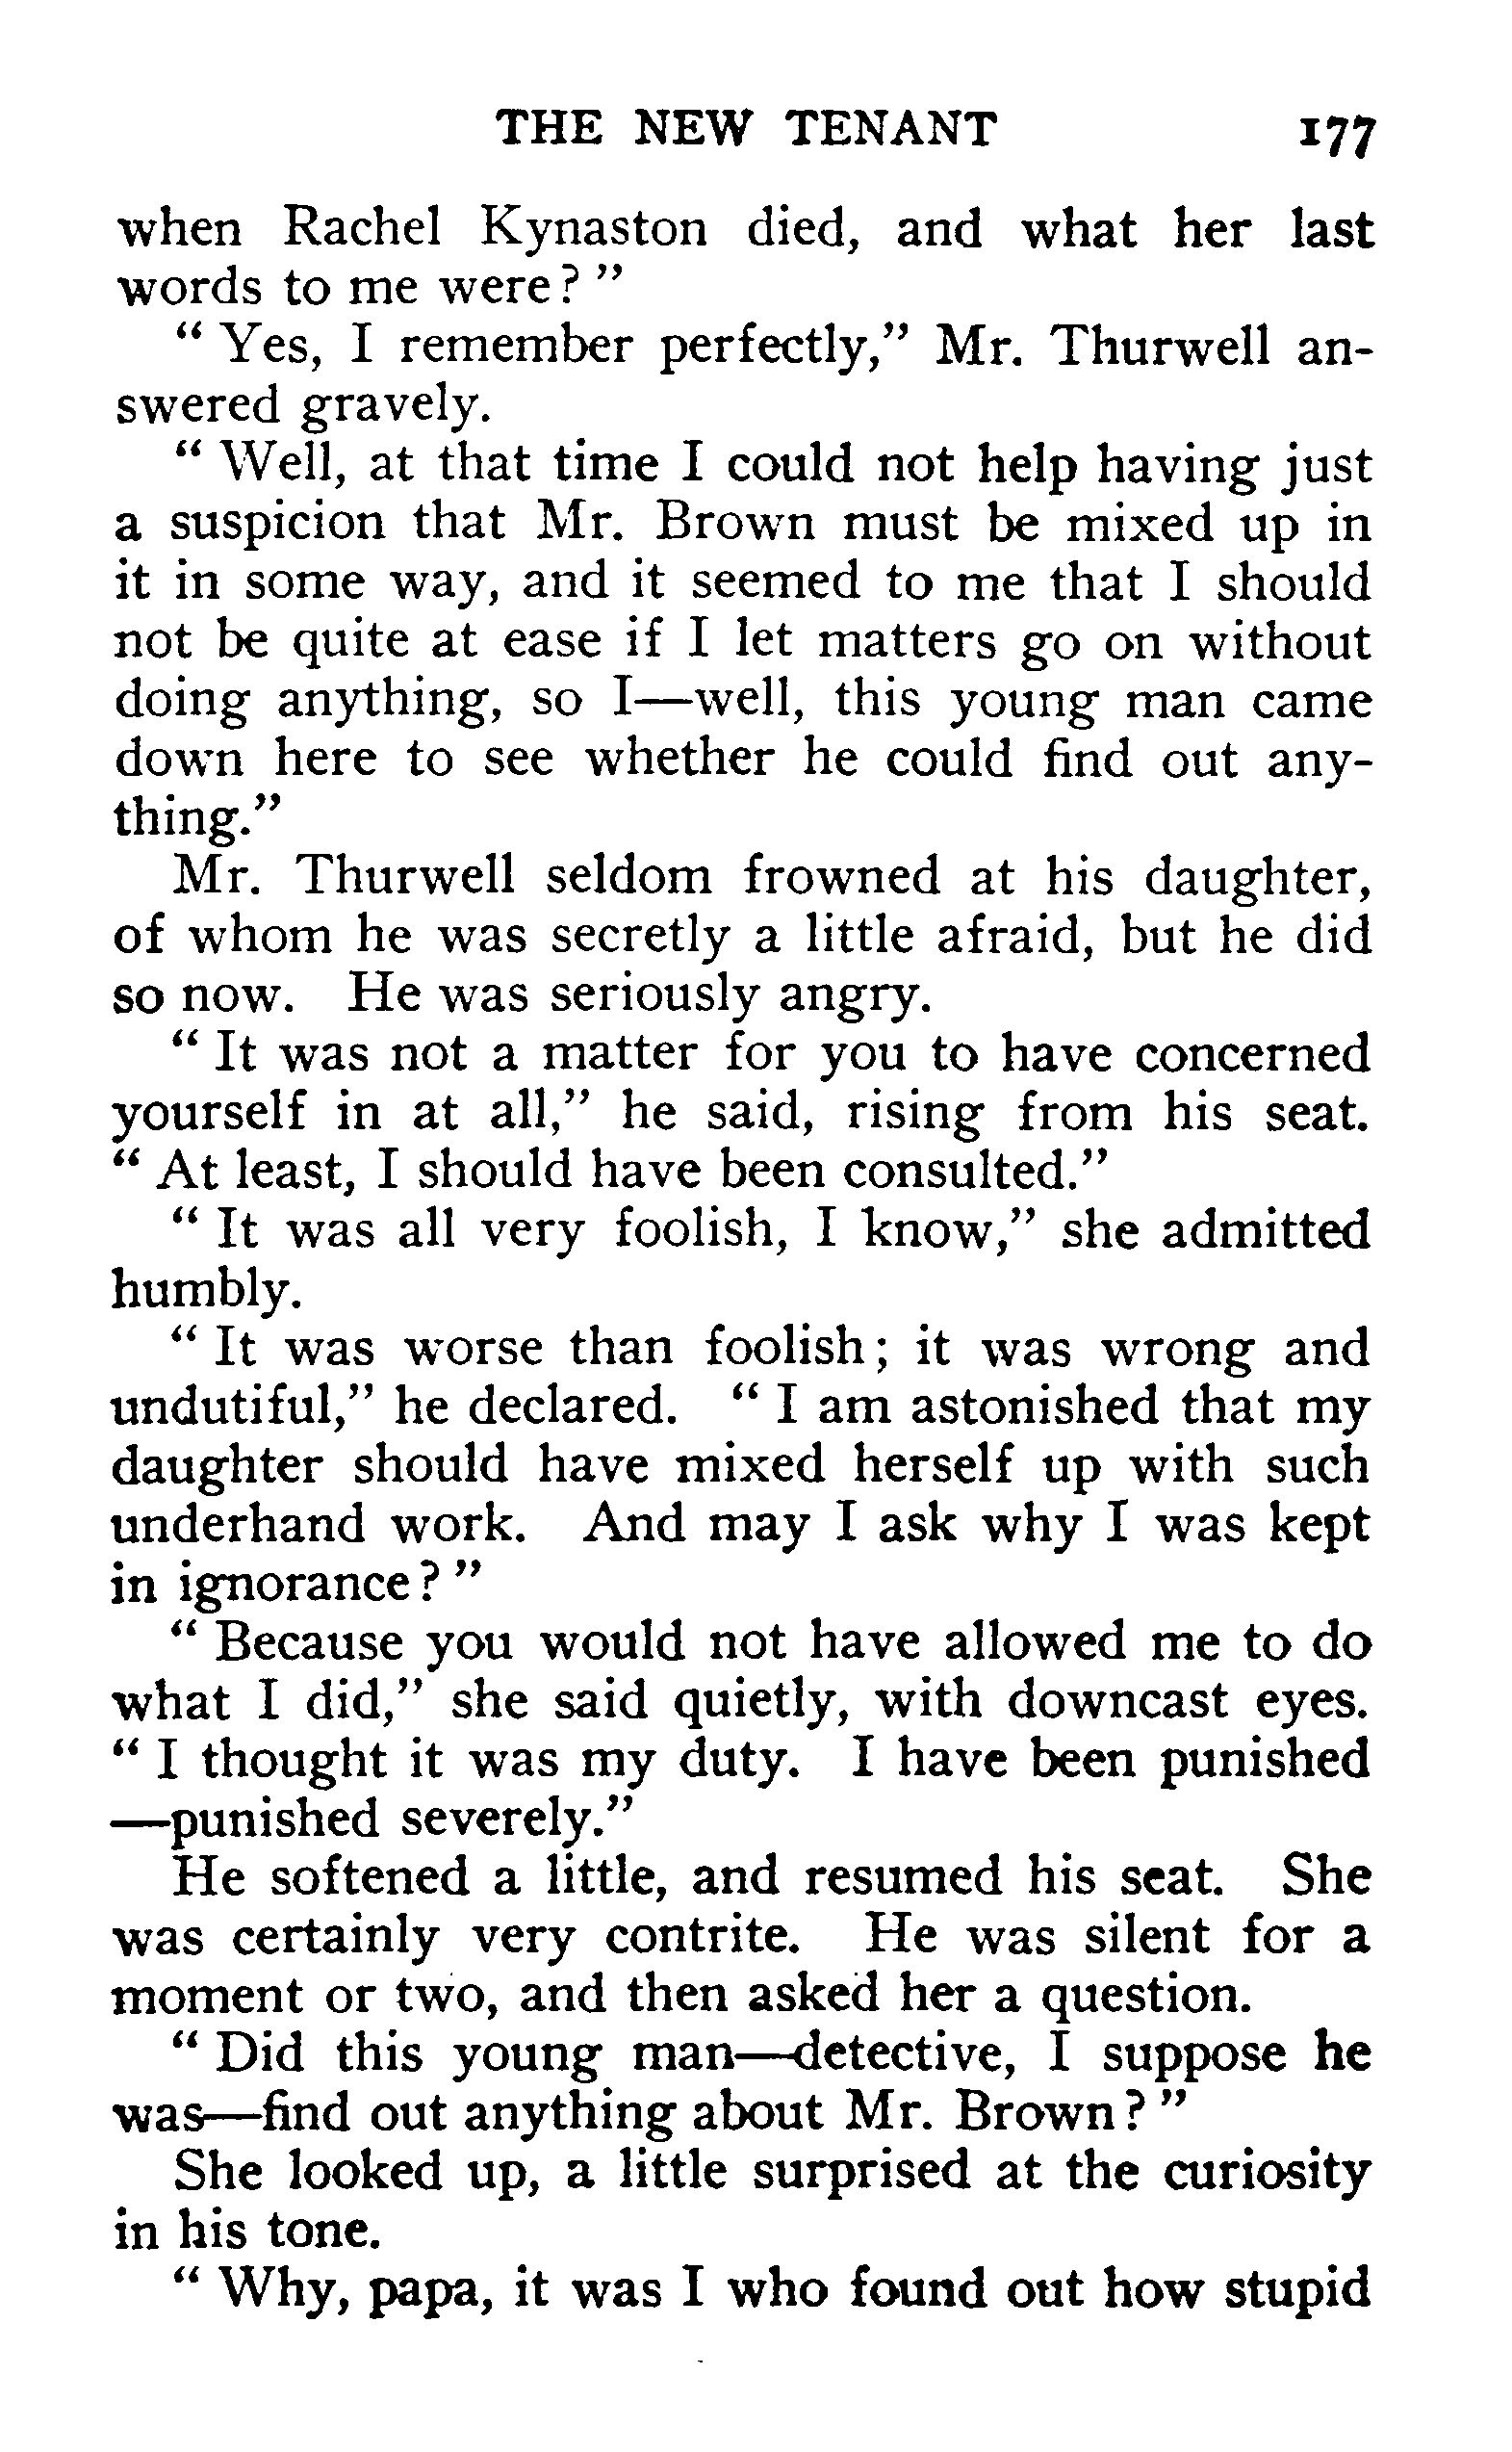 THE NEW TENANT 177
when Rachel Kynaston died, and what her last
words to me were? "
" Yes, I remember perfectly," Mr. Thurwell an-
swered gravely.
" Well, at that time I could not help having just
a suspicion that Mr. Brown must be mixed up in
it in some way, and it seemed to me that I should
not be quite at ease if I let matters go on without
doing anything, so I—well, this young man came
down here to see whether he could find out any-
thing."
Mr. Thurwell seldom frowned at his daughter,
of whom he was secretly a little afraid, but he did
so now. He was seriously angry.
" It was not a matter for you to have concerned
yourself in at all," he said, rising from his seat.
" At least, I should have been consulted."
" It was all very foolish, I know," she admitted
humbly.
" It was worse than foolish; it was wrong and
undutiful," he declared. " I am astonished that my
daughter should have mixed herself up with such
underhand work. And may I ask why I was kept
in ignorance? "
" Because you would not have allowed me to do
what I did," she said quietly, with downcast eyes.
" I thought it was my duty. I have been punished
—punished severely."
He softened a little, and resumed his seat. She
was certainly very contrite. He was silent for a
moment or two, and then asked her a question.
" Did this young man—detective, I suppose he
was—find out anything about Mr. Brown? "
She looked up, a little surprised at the curiosity
in his tone.
" Why, papa, it was I who found out how stupid